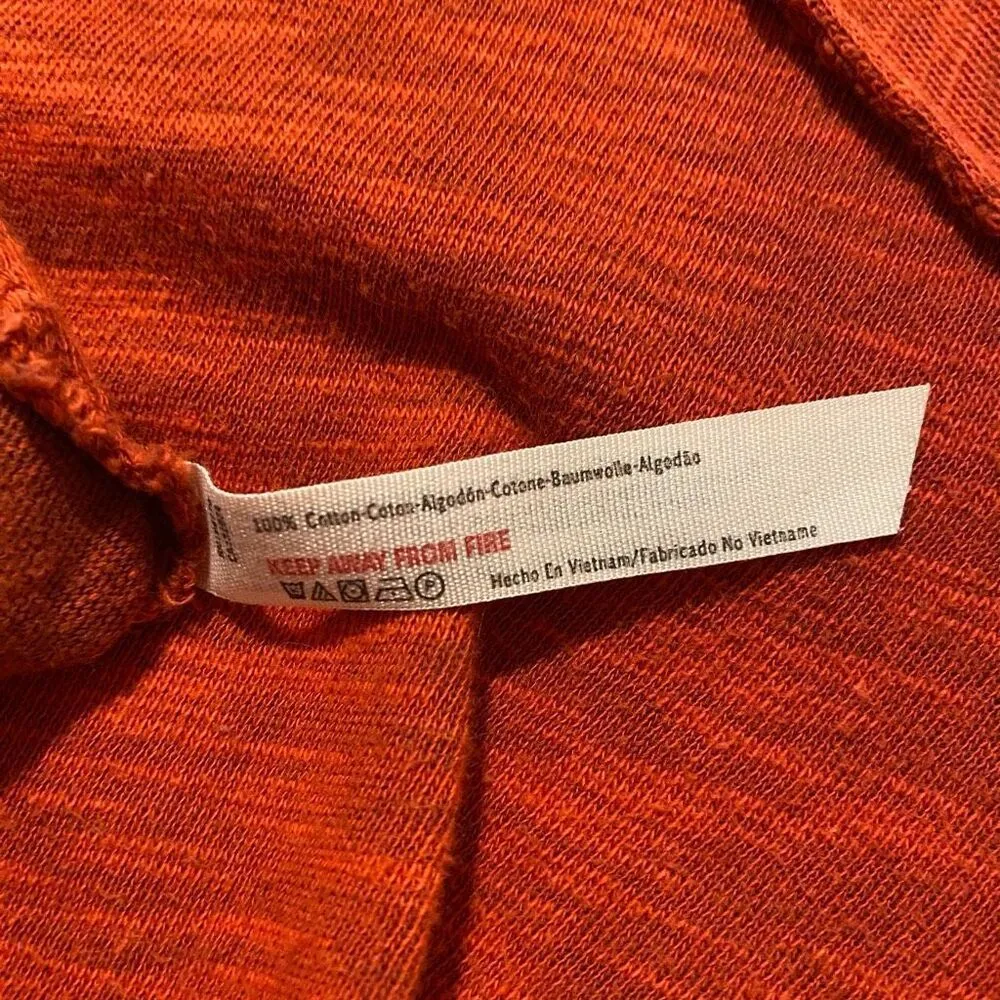 100% Cotton-Coton-Algodón-Cotone-Baumwolle-Algodão
KEEP AWAY FROM FIRE
Hecho En Vietnam/Fabricado No Vietname